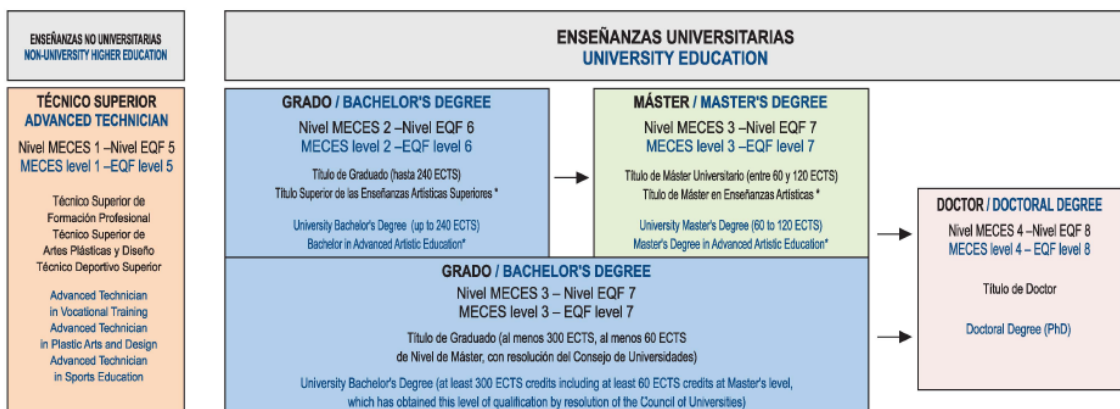 ENSEÑANZAS NO UNIVERSITARIAS
NON-UNIVERSITY HIGHER EDUCATION
TÉCNICO SUPERIOR
ADVANCED TECHNICIAN
Nivel MECES 1 –Nivel EQF 5
MECES level 1 –EQF level 5
Técnico Superior de
Formación Profesional
Técnico Superior de
Artes Plásticas y Diseño
Técnico Deportivo Superior
Advanced Technician
in Vocational Training
Advanced Technician
in Plastic Arts and Design
Advanced Technician
in Sports Education
ENSEÑANZAS UNIVERSITARIAS
UNIVERSITY EDUCATION
GRADO / BACHELOR'S DEGREE
Nivel MECES 2 –Nivel EQF 6
MECES level 2 –EQF level 6
Título de Graduado (hasta 240 ECTS)
Título Superior de las Enseñanzas Artísticas Superiores *
University Bachelor's Degree (up to 240 ECTS)
Bachelor in Advanced Artistic Education*
MÁSTER / MASTER'S DEGREE
Nivel MECES 3 –Nivel EQF 7
MECES level 3 –EQF level 7
Título de Máster Universitario (entre 60 y 120 ECTS)
Título de Máster en Enseñanzas Artísticas *
University Master's Degree (60 to 120 ECTS)
Master's Degree in Advanced Artistic Education*
GRADO / BACHELOR'S DEGREE
Nivel MECES 3 – Nivel EQF 7
MECES level 3 – EQF level 7
Título de Graduado (al menos 300 ECTS, al menos 60 ECTS
de Nivel de Máster, con resolución del Consejo de Universidades)
University Bachelor's Degree (at least 300 ECTS credits including at least 60 ECTS credits at Master's level,
which has obtained this level of qualification by resolution of the Council of Universities)
DOCTOR / DOCTORAL DEGREE
Nivel MECES 4 –Nivel EQF 8
MECES level 4 – EQF level 8
Título de Doctor
Doctoral Degree (PhD)